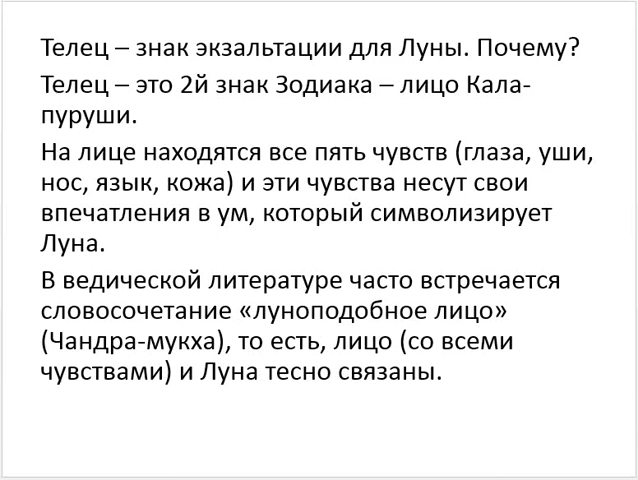 Телец – знак экзальтации для Луны. Почему?
Телец – это 2й знак Зодиака – лицо Кала-
пуруши.
На лице находятся все пять чувств (глаза, уши,
нос, язык, кожа) и эти чувства несут свои
впечатления в ум, который символизирует
Луна.
В ведической литературе часто встречается
словосочетание «луноподобное лицо»
(Чандра-мукха), то есть, лицо (со всеми
чувствами) и Луна тесно связаны.